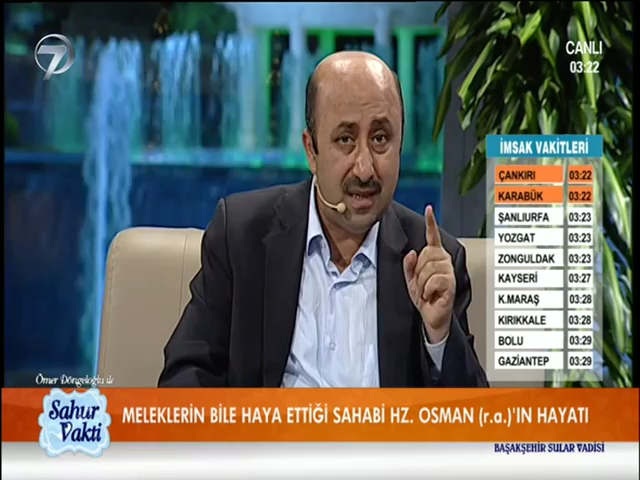 7
CANLI
03:22
İMSAK VAKİTLERİ
ÇANKIRI 03:22
KARABÜK 03:22
ŞANLIURFA 03:23
YOZGAT 03:23
ZONGULDAK 03:23
KAYSERİ 03:27
K.MARAŞ 03:28
KIRIKKALE 03:28
BOLU 03:29
GAZİANTEP 03:29
Ömer Döngeloğlu ile
Sahur
Vakti
MELEKLERİN BİLE HAYA ETTİĞİ SAHABİ HZ. OSMAN (r.a.)'IN HAYATI
BAŞAKŞEHİR SULAR VADİSİ